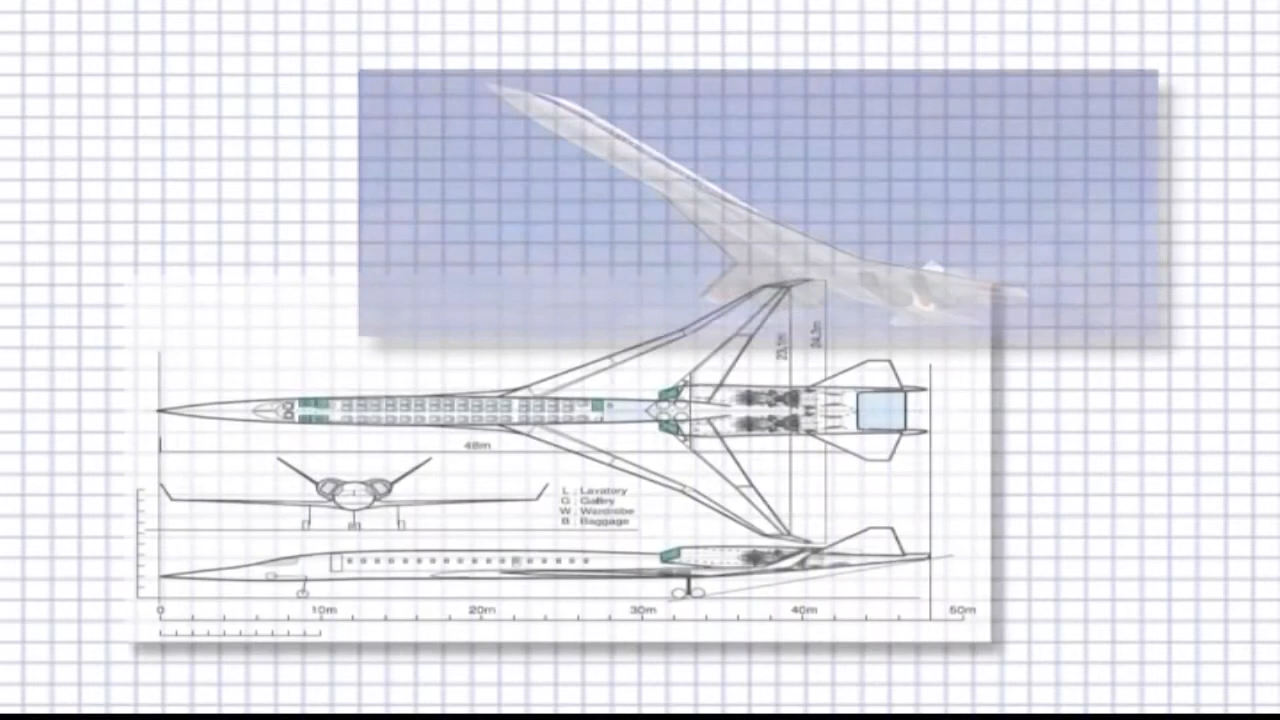 23.1m
24.3m
48m
L : Lavatory
G : Galley
W : Wardrobe
B : Baggage
0 10m 20m 30m 40m 50m